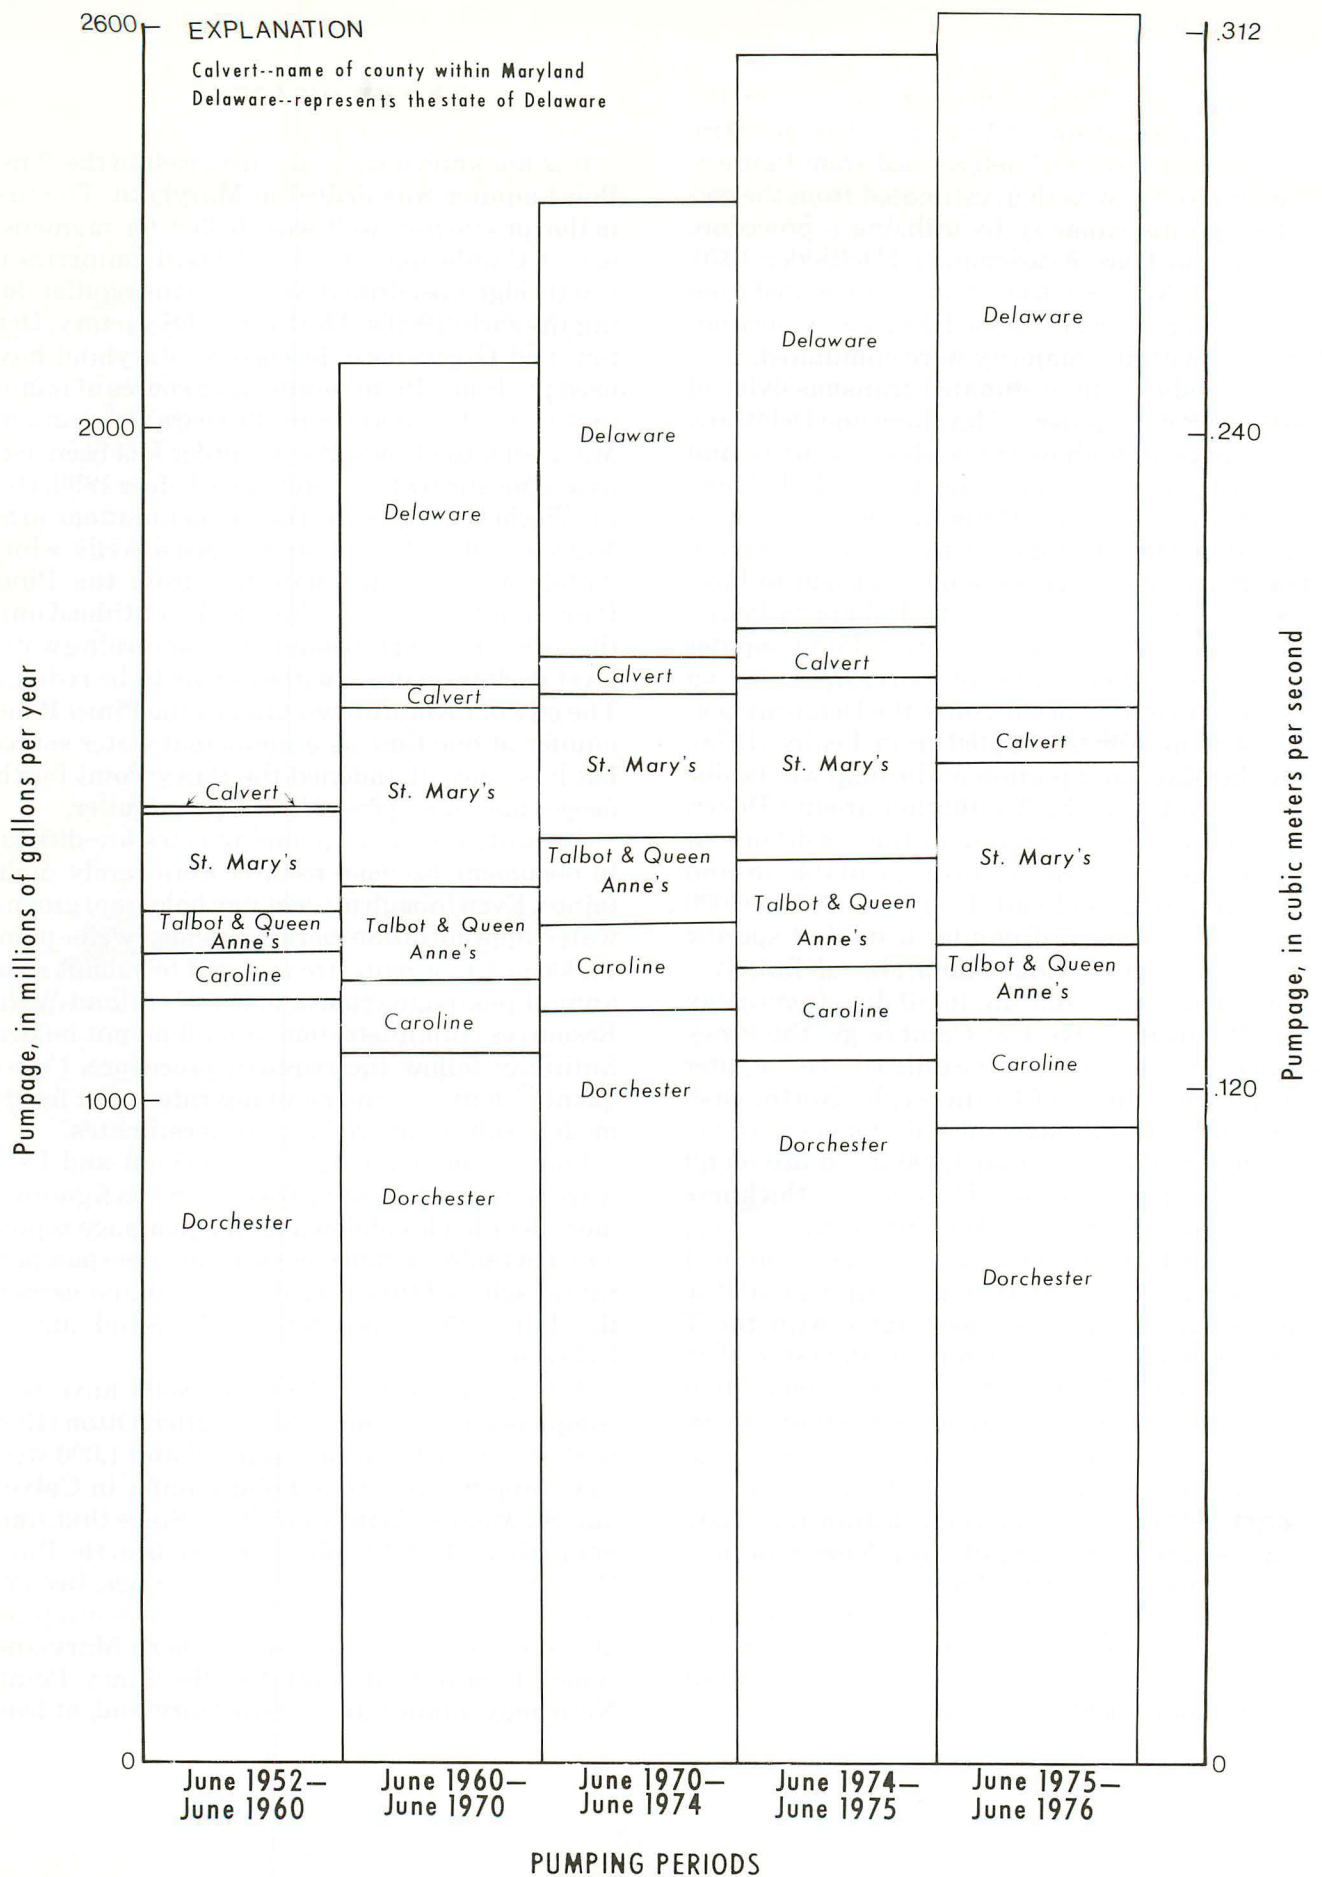 2600
EXPLANATION
Calvert--name of county within Maryland
Delaware--represents the state of Delaware
.312
Delaware
Delaware
2000
Delaware
.240
Delaware
Calvert
Calvert
Calvert
Calvert
Calvert
St. Mary's
St. Mary's
St. Mary's
St. Mary's
St. Mary's
Talbot & Queen
Anne's
Talbot & Queen
Anne's
Talbot & Queen
Anne's
Talbot & Queen
Anne's
Talbot & Queen
Anne's
Caroline
Caroline
Caroline
Caroline
Caroline
1000
.120
Dorchester
Dorchester
Dorchester
Dorchester
Dorchester
Pumpage, in milions of gallons per year
Pumpage, in cubic meters per second
0
0
June 1952–
June 1960
June 1960–
June 1970
June 1970–
June 1974
June 1974–
June 1975
June 1975–
June 1976
PUMPING PERIODS